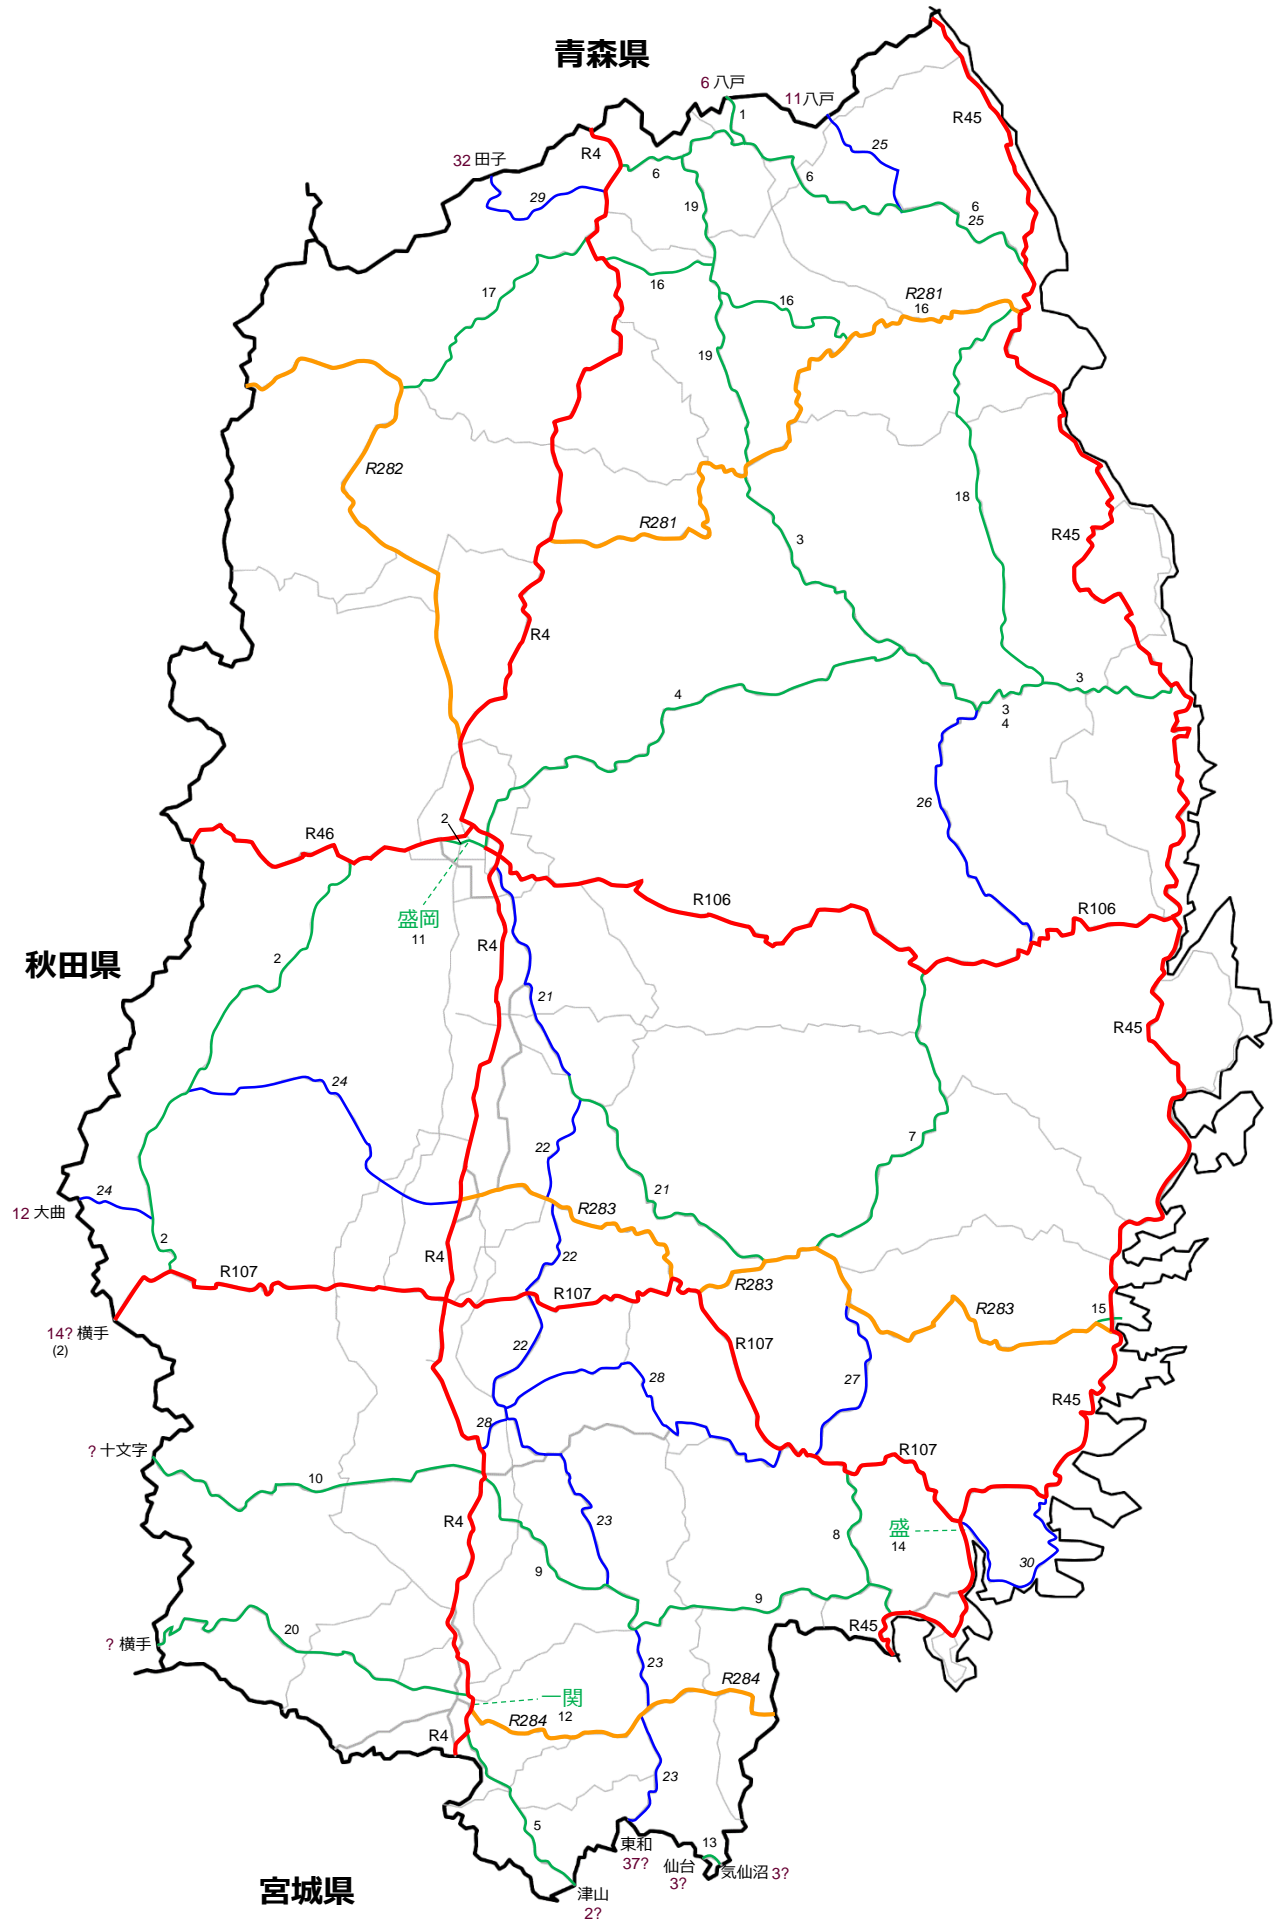 青森県
6 八戸
11 八戸
1
R45
25
R4
32 田子
6
6
29
19
6
25
17
16
16
R281
16
19
R282
18
R281
3
R45
R4
3
4
3
4
26
2
R46
R106
R106
盛岡
11
R4
秋田県
2
21
R45
24
22
7
24
21
12 大曲
R283
2
R4
22
R107
R283
R107
R283
15
14? 横手
(2)
22
R107
27
28
R45
28
? 十文字
R107
10
R4
23
8
盛
14
9
30
9
20
R45
? 横手
23
R284
一関
12
R284
R4
23
5
東和
37?
13
仙台
3?
気仙沼 3?
宮城県
津山
2?